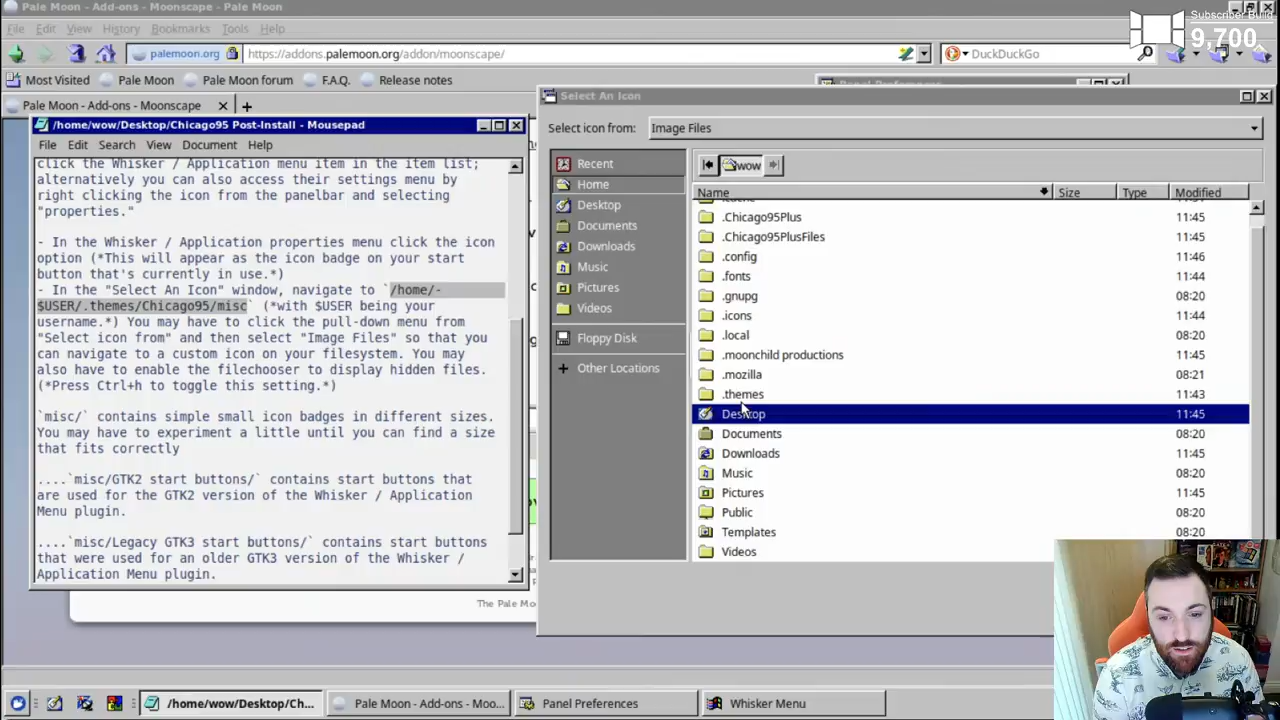 Pale Moon - Add-ons - Moonscape - Pale Moon
File Edit View History Bookmarks Tools Help
palemoon.org https://addons.palemoon.org/addon/moonscape/ DuckDuckGo
Most Visited Pale Moon Pale Moon forum F.A.Q. Release notes
Pale Moon - Add-ons - Moonscape
Subscriber Build
9,700
/home/wow/Desktop/Chicago95 Post-Install - Mousepad
File Edit Search View Document Help
click the Whisker / Application menu item in the item list;
alternatively you can also access their settings menu by
right clicking the icon from the panelbar and selecting
"properties."
- In the Whisker / Application properties menu click the icon
option (*This will appear as the icon badge on your start
button that's currently in use.*)
- In the "Select An Icon" window, navigate to `/home/-
$USER/.themes/Chicago95/misc` (*with $USER being your
username.*) You may have to click the pull-down menu from
"Select icon from" and then select "Image Files" so that you
can navigate to a custom icon on your filesystem. You may
also have to enable the filechooser to display hidden files.
(*Press Ctrl+h to toggle this setting.*)
`misc/` contains simple small icon badges in different sizes.
You may have to experiment a little until you can find a size
that fits correctly
....`misc/GTK2 start buttons/` contains start buttons that
are used for the GTK2 version of the Whisker / Application
Menu plugin.
....`misc/Legacy GTK3 start buttons/` contains start buttons
that were used for an older GTK3 version of the Whisker /
Application Menu plugin.
The Pale Mo
Panel Preferences
Select An Icon
Select icon from: Image Files
Recent
Home
Desktop
Documents
Downloads
Music
Pictures
Videos
Floppy Disk
Other Locations
wow
Name Size Type Modified
.Chicago95Plus 11:45
.Chicago95PlusFiles 11:45
.config 11:46
.fonts 11:44
.gnupg 08:20
.icons 11:44
.local 08:20
.moonchild productions 11:45
.mozilla 08:21
.themes 11:43
Desktop 11:45
Documents 08:20
Downloads 11:45
Music 08:20
Pictures 11:45
Public 08:20
Templates 08:20
Videos
/home/wow/Desktop/Ch... Pale Moon - Add-ons - Moo... Panel Preferences Whisker Menu